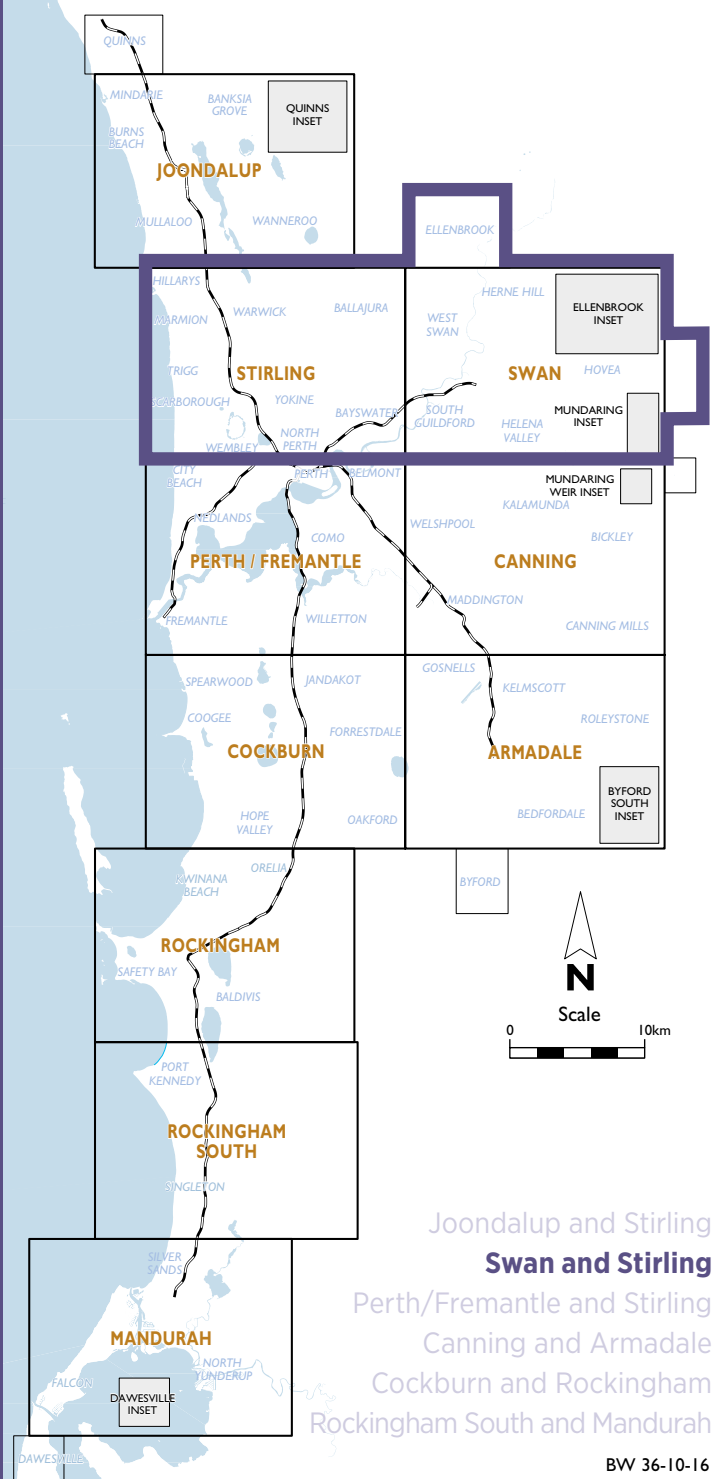 QUINNS
MINDARIE
BANKSIA
GROVE
QUINNS
INSET
BURNS
BEACH
JOONDALUP
MULLALOO
WANNEROO
ELLENBROOK
HILLARYS
HERNE HILL
ELLENBROOK
INSET
MARMION
WARWICK
BALLAJURA
WEST
SWAN
TRIGG
STIRLING
SWAN
HOVEA
SCARBOROUGH
YOKINE
BAYSWATER
SOUTH
GUILDFORD
MUNDARING
INSET
HELENA
VALLEY
NORTH
PERTH
WEMBLEY
CITY
BEACH
PERTH
BELMONT
MUNDARING
WEIR INSET
KALAMUNDA
NEDLANDS
WELSHPOOL
COMO
BICKLEY
PERTH / FREMANTLE
CANNING
MADDINGTON
FREMANTLE
WILLETTON
CANNING MILLS
SPEARWOOD
JANDAKOT
GOSNELLS
KELMSCOTT
COOGEE
FORRESTDALE
ROLEYSTONE
COCKBURN
ARMADALE
HOPE
VALLEY
OAKFORD
BEDFORDALE
BYFORD
SOUTH
INSET
ORELIA
KWINANA
BEACH
BYFORD
ROCKINGHAM
SAFETY BAY
BALDIVIS
N
Scale
0 10km
PORT
KENNEDY
ROCKINGHAM
SOUTH
SINGLETON
SILVER
SANDS
MANDURAH
NORTH
YUNDERUP
FALCON
DAWESVILLE
INSET
DAWESVILLE
Joondalup and Stirling
Swan and Stirling
Perth/Fremantle and Stirling
Canning and Armadale
Cockburn and Rockingham
Rockingham South and Mandurah
BW 36-10-16